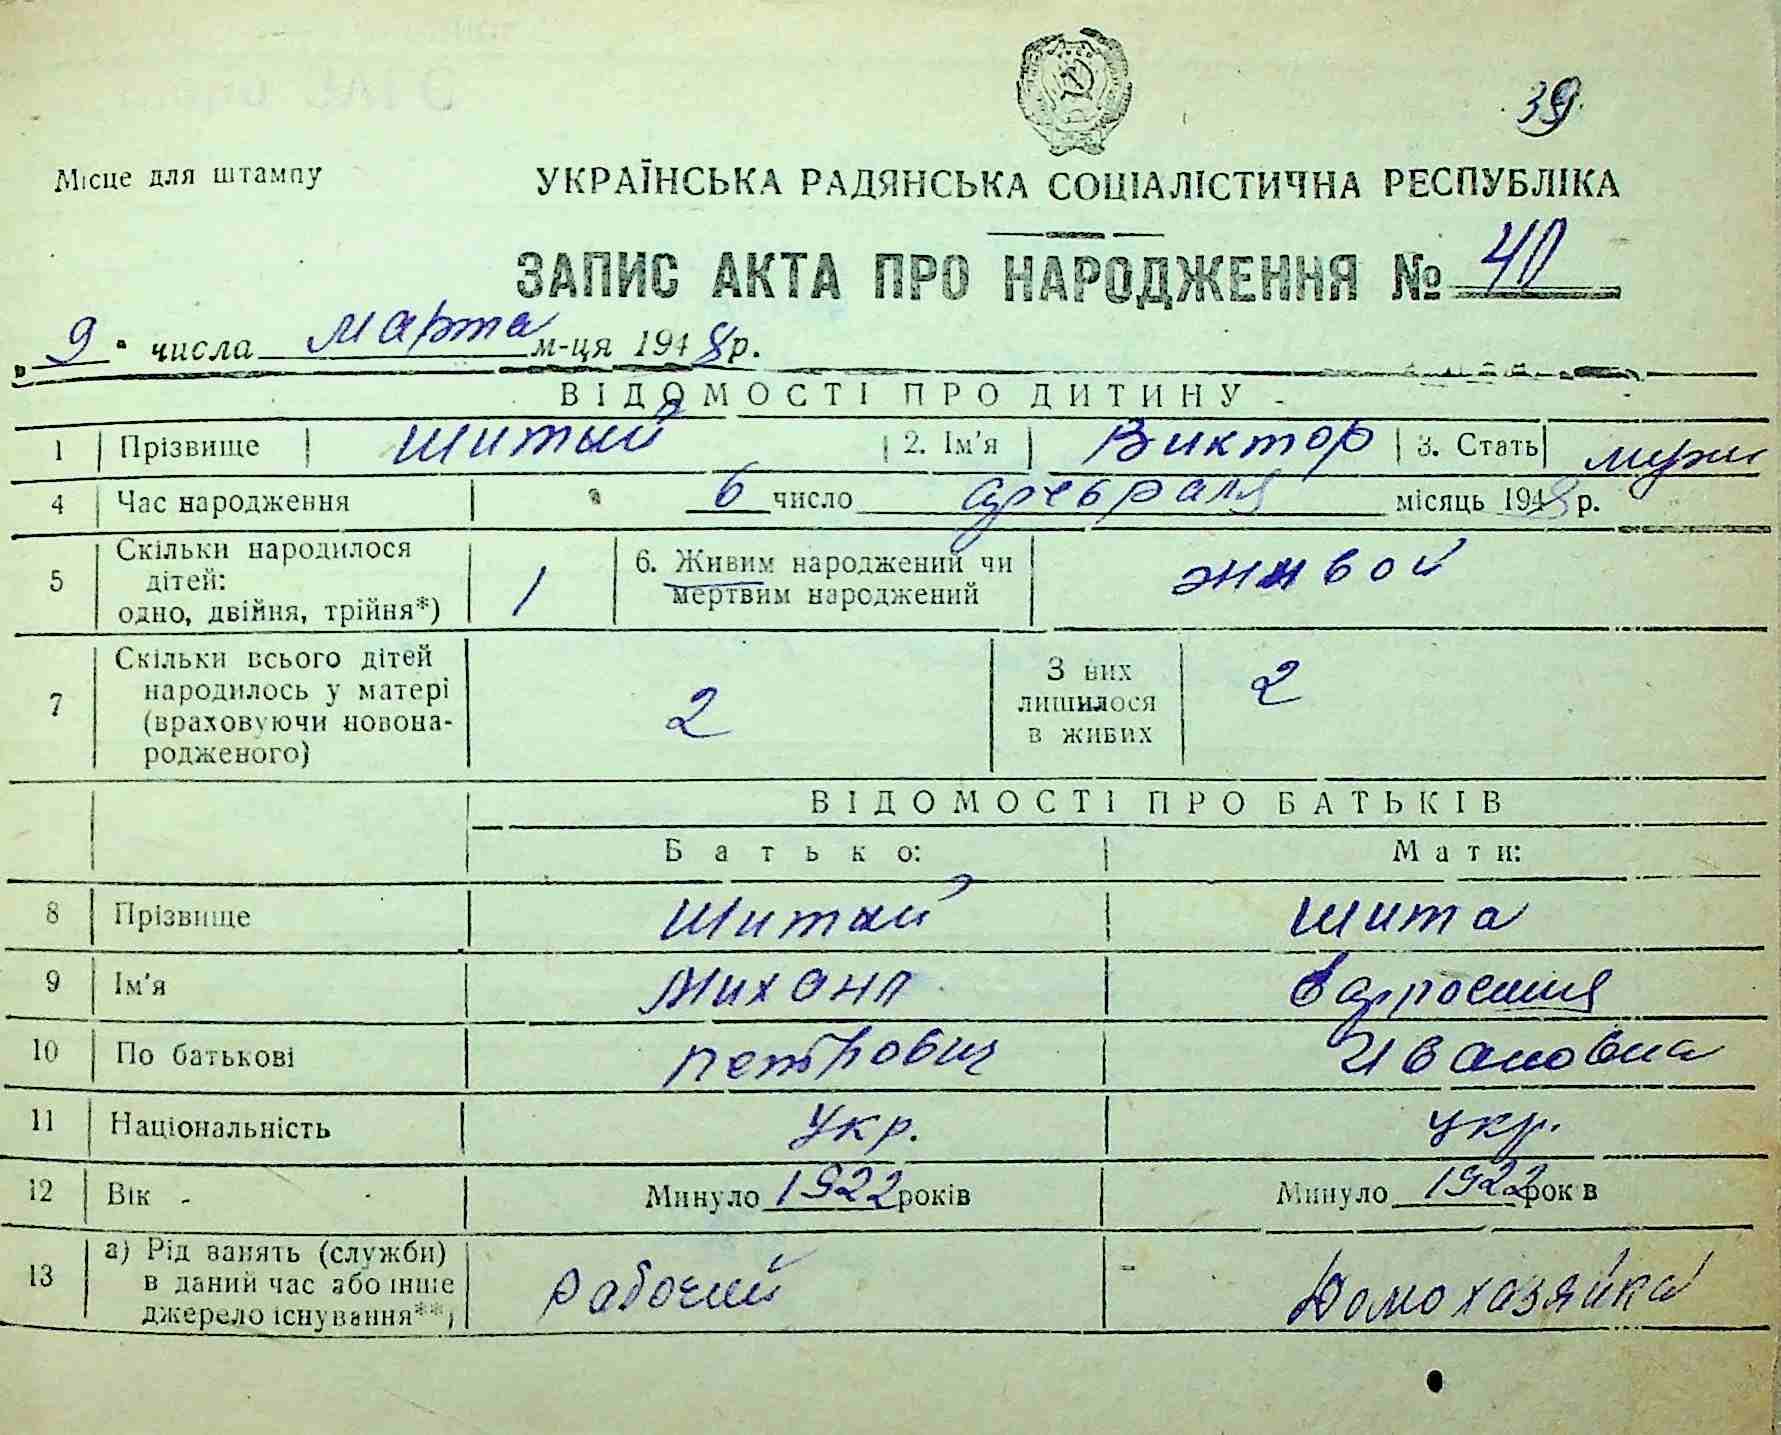 39
Місце для штампу
УКРАЇНСЬКА РАДЯНСЬКА СОЦІАЛІСТИЧНА РЕСПУБЛІКА
ЗАПИС АКТА ПРО НАРОДЖЕННЯ № 40
„ 9 " числа марта м-ця 1948 р.
ВІДОМОСТІ ПРО ДИТИНУ
1 Прізвище Шитый 2. Ім'я Виктор 3. Стать муж
4 Час народження 6 число февраля місяць 1948 р.
5 Скільки народилося дітей: одно, двійня, трійня*) 1 6. Живим народжений чи мертвим народжений живой
7 Скільки всього дітей народилось у матері (враховуючи новонародженого) 2 З них лишилося в живих 2
ВІДОМОСТІ ПРО БАТЬКІВ
Батько: Мати:
8 Прізвище Шитый Шита
9 Ім'я Михаил
10 По батькові Петрович Ивановна
11 Національність Укр. укр.
12 Вік Минуло 1922 років Минуло 1922 рок в
13 а) Рід занять (служби) в даний час або інше джерело існування**) Рабочий Домохазяйка